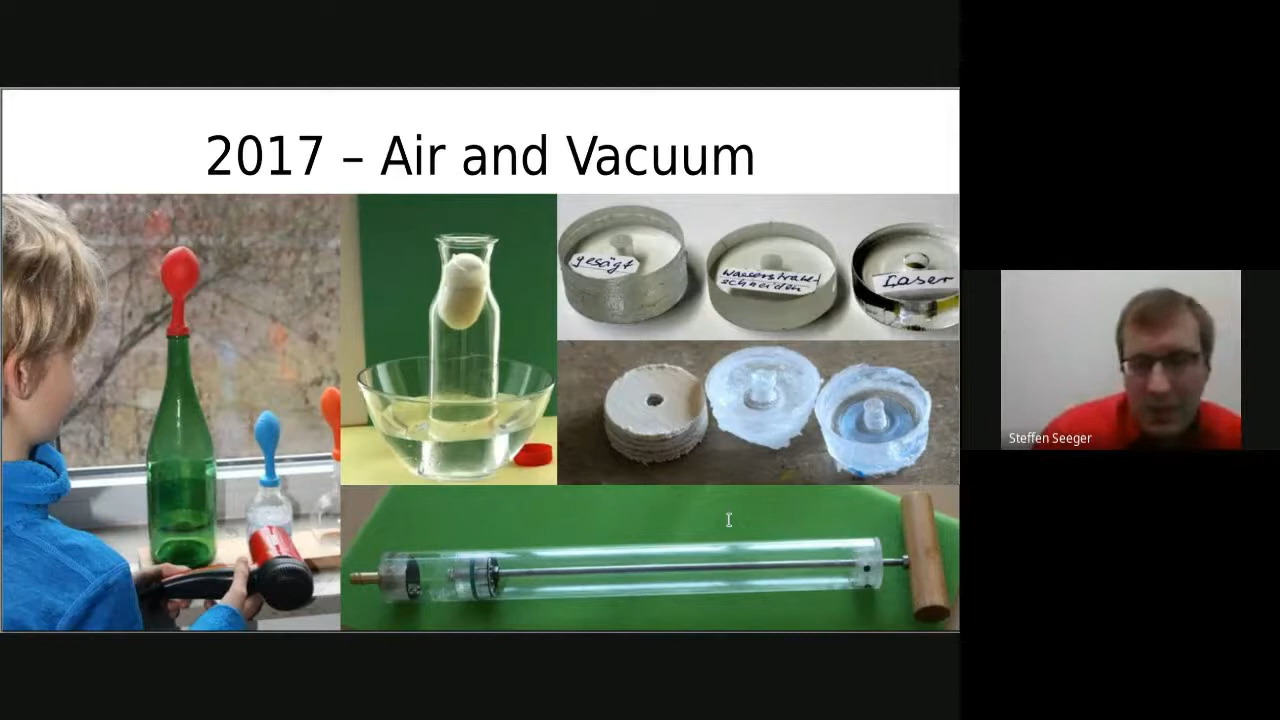 2017 – Air and Vacuum
gesägt
Wasserstrahl-
schneiden
Laser
Steffen Seeger